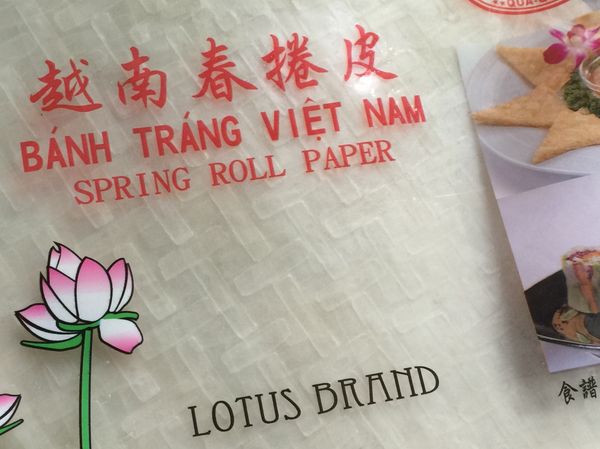 越南春捲皮
BÁNH TRÁNG VIỆT NAM
SPRING ROLL PAPER
LOTUS BRAND
食譜